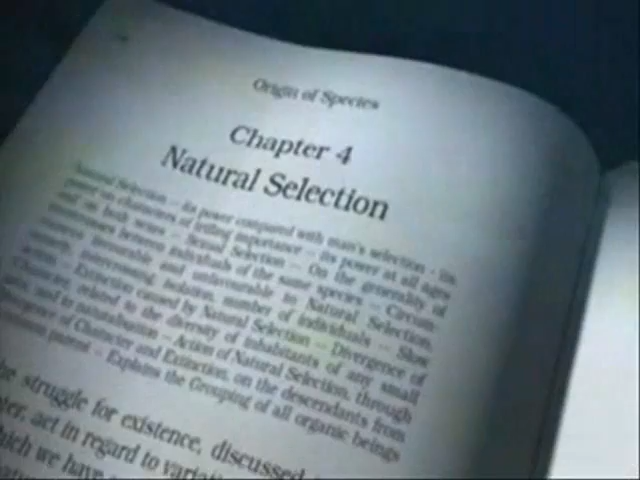 Origin of Species
Chapter 4
Natural Selection
Natural Selection – its power compared with man's selection – its
power on characters of trifling importance – its power at all ages
and on both sexes – Sexual Selection – On the generality of
intercrosses between individuals of the same species – Circum-
stances favourable and unfavourable to Natural Selection,
namely, intercrossing, isolation, number of individuals – Slow
action – Extinction caused by Natural Selection – Divergence of
Character, related to the diversity of inhabitants of any small
area, and to naturalisation – Action of Natural Selection, through
Divergence of Character and Extinction, on the descendants from
common parent – Explains the Grouping of all organic beings
the struggle for existence, discussed
act in regard to
which we have